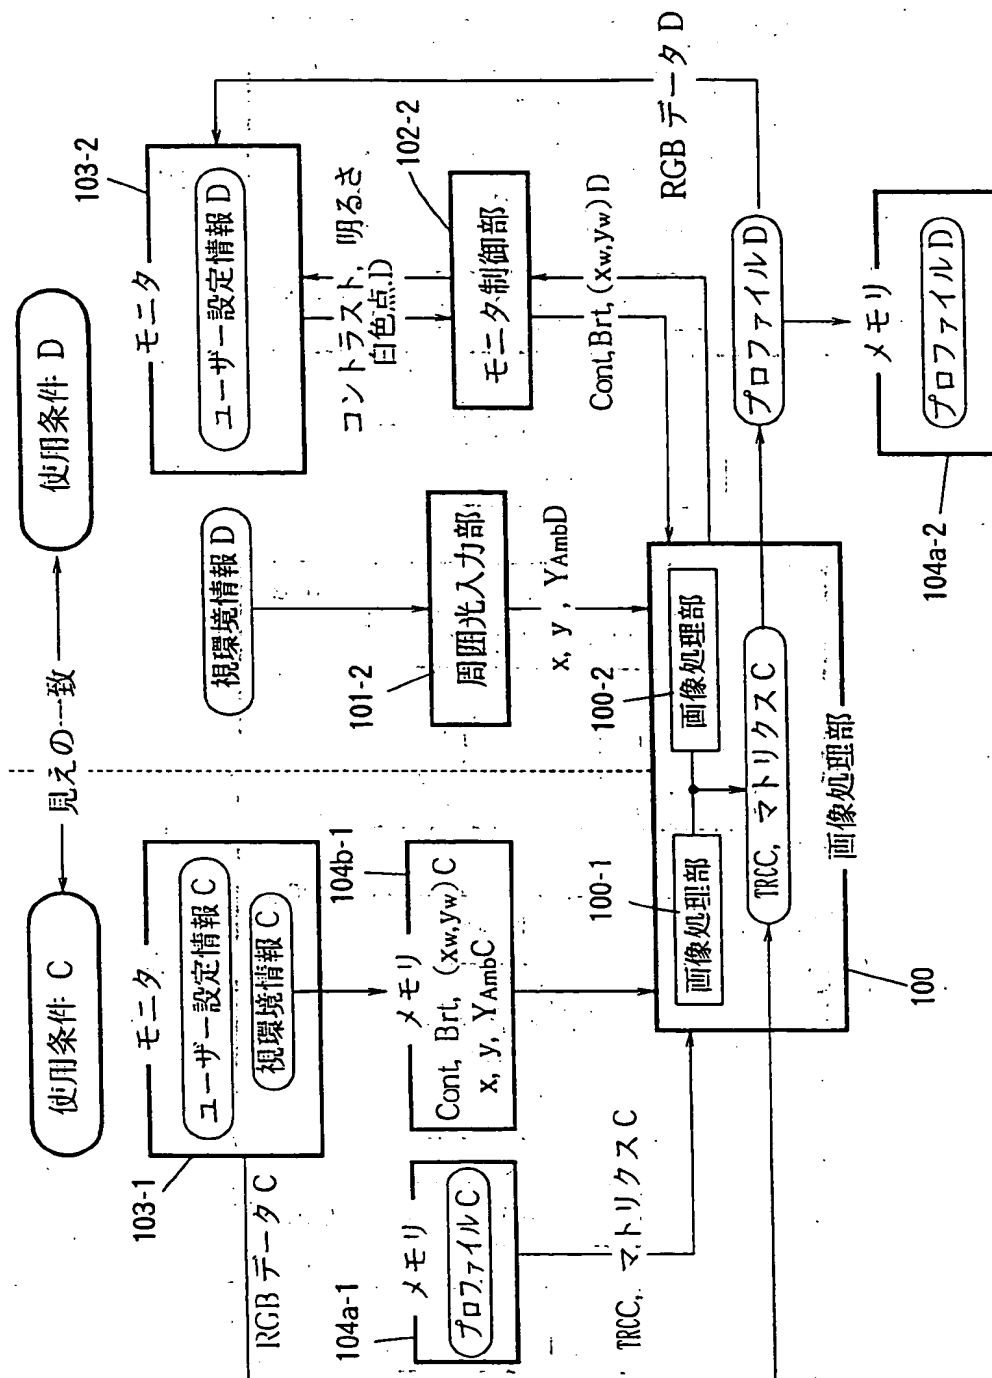 使用条件 C
見えの一致
使用条件 D
モニタ
ユーザー設定情報 C
視環境情報 C
103-1
RGB データ C
メモリ
プロファイル C
104a-1
メモリ
Cont, Brt, (xw,yw) C
x, y, YAmbC
104b-1
TRCC, マトリクス C
視環境情報 D
周囲光入力部
101-2
x, y, YAmbD
モニタ
ユーザー設定情報 D
103-2
コントラスト, 明るさ
白色点 D
モニタ制御部
102-2
Cont,Brt,(xw,yw) D
RGB データ D
画像処理部
100-1
画像処理部
100-2
TRCC, マトリクス C
画像処理部
100
プロファイル D
メモリ
プロファイル D
104a-2